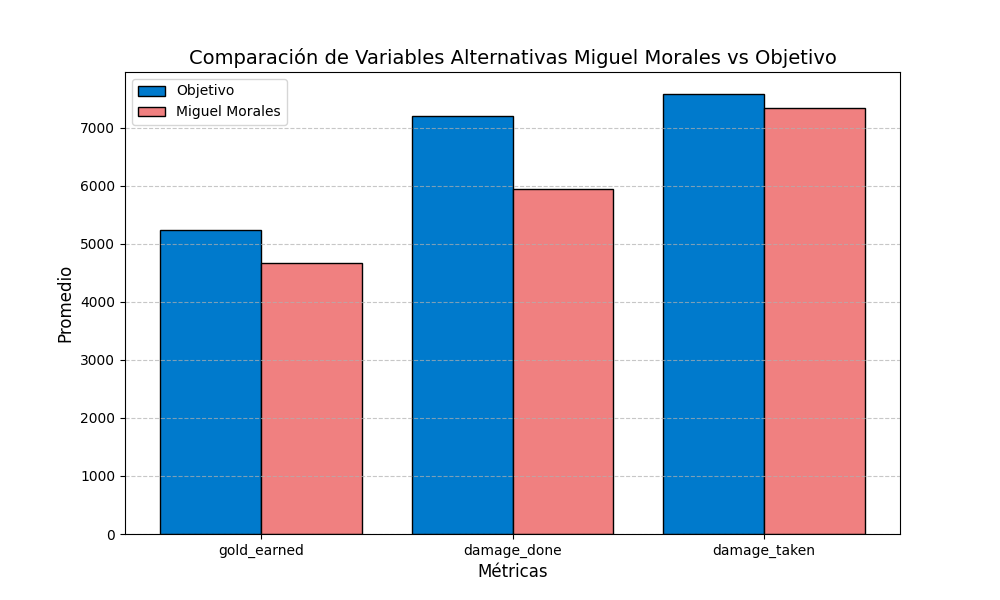 Comparación de Variables Alternativas Miguel Morales vs Objetivo
Objetivo
Miguel Morales
Promedio
7000
6000
5000
4000
3000
2000
1000
0
gold_earned damage_done damage_taken
Métricas